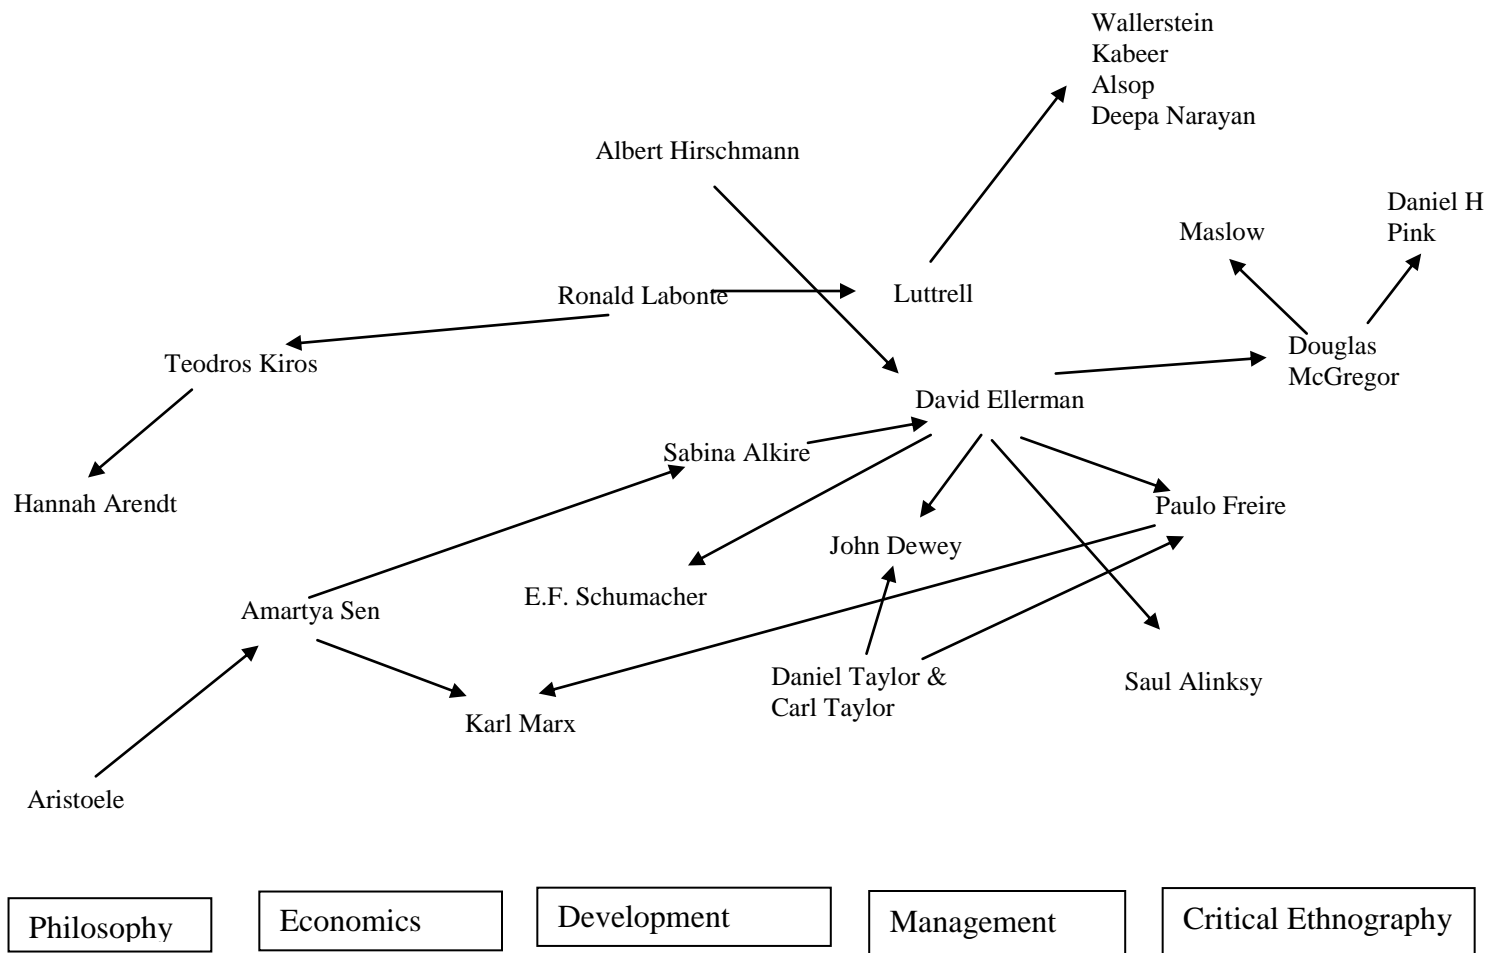 Wallerstein
Kabeer
Alsop
Deepa Narayan
Albert Hirschmann
Daniel H
Pink
Maslow
Ronald Labonte
Luttrell
Teodros Kiros
Douglas
McGregor
David Ellerman
Sabina Alkire
Hannah Arendt
Paulo Freire
John Dewey
E.F. Schumacher
Amartya Sen
Daniel Taylor &
Carl Taylor
Saul Alinksy
Karl Marx
Aristoele
Philosophy
Economics
Development
Management
Critical Ethnography